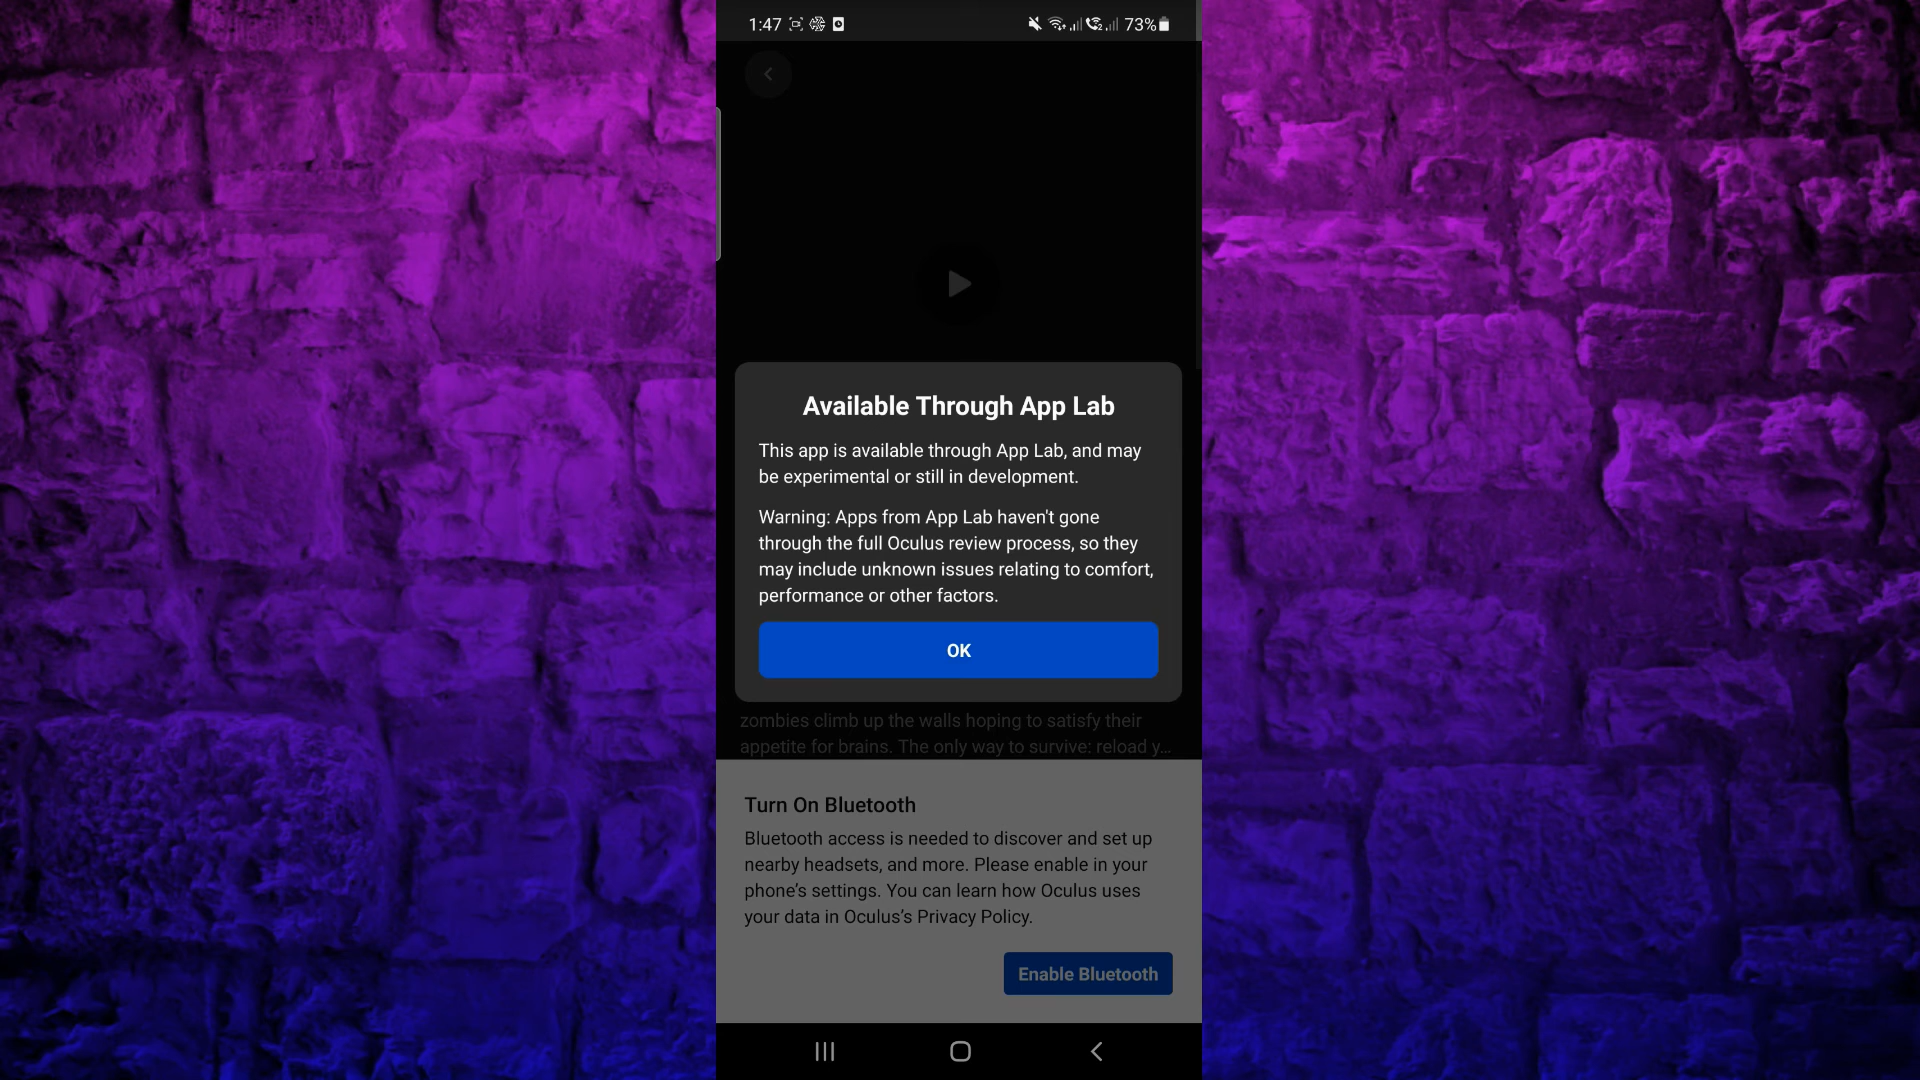 1:47
73%
Available Through App Lab
This app is available through App Lab, and may
be experimental or still in development.
Warning: Apps from App Lab haven't gone
through the full Oculus review process, so they
may include unknown issues relating to comfort,
performance or other factors.
OK
zombies climb up the walls hoping to satisfy their
appetite for brains. The only way to survive: reload y…
Turn On Bluetooth
Bluetooth access is needed to discover and set up
nearby headsets, and more. Please enable in your
phone’s settings. You can learn how Oculus uses
your data in Oculus’s Privacy Policy.
Enable Bluetooth